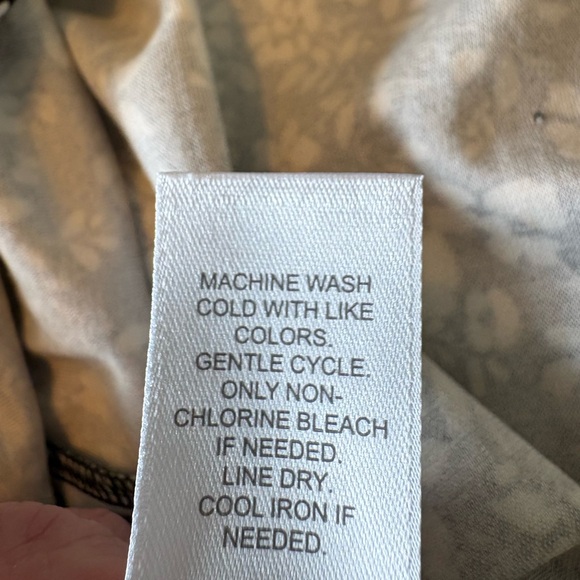 MACHINE WASH
COLD WITH LIKE
COLORS.
GENTLE CYCLE.
ONLY NON-
CHLORINE BLEACH
IF NEEDED.
LINE DRY.
COOL IRON IF
NEEDED.